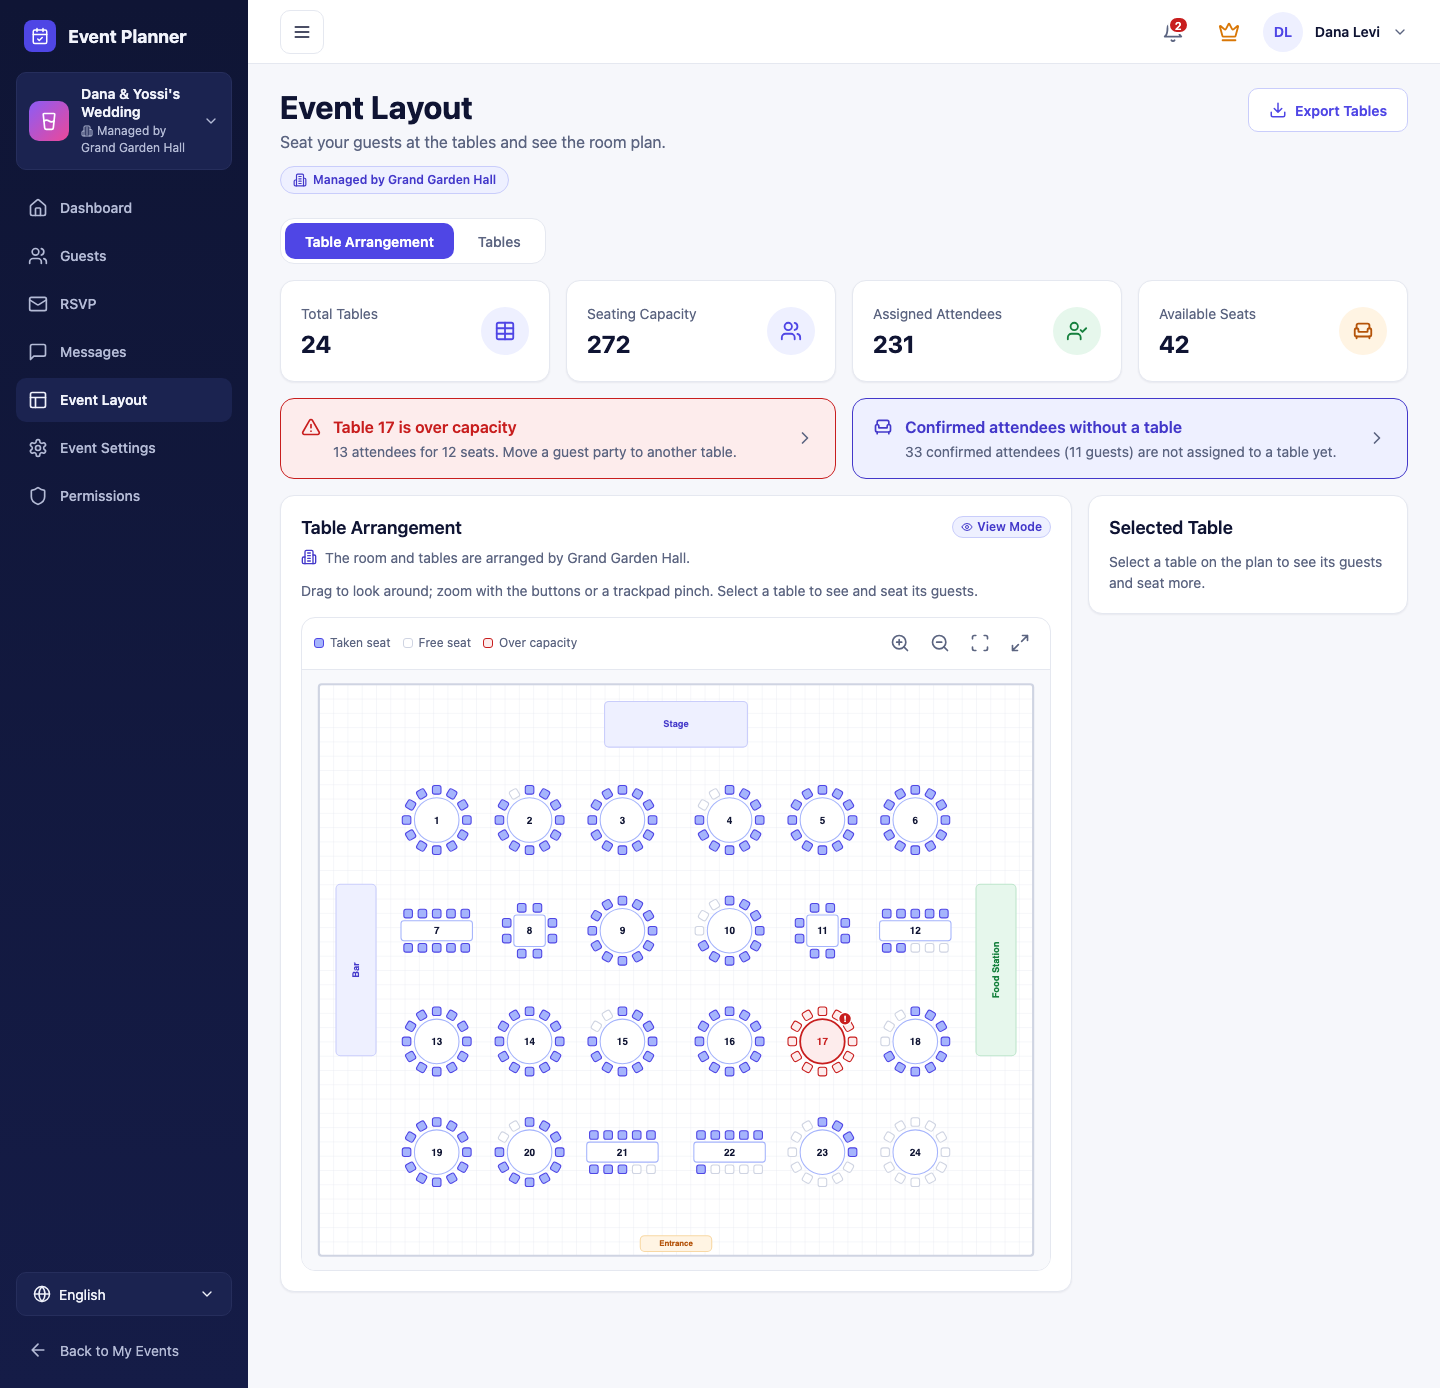 Event Planner
Dana & Yossi's
Wedding
Managed by
Grand Garden Hall
Dashboard
Guests
RSVP
Messages
Event Layout
Event Settings
Permissions
English
Back to My Events
2
DL
Dana Levi
Event Layout
Seat your guests at the tables and see the room plan.
Managed by Grand Garden Hall
Export Tables
Table Arrangement
Tables
Total Tables
24
Seating Capacity
272
Assigned Attendees
231
Available Seats
42
Table 17 is over capacity
13 attendees for 12 seats. Move a guest party to another table.
Confirmed attendees without a table
33 confirmed attendees (11 guests) are not assigned to a table yet.
Table Arrangement
View Mode
The room and tables are arranged by Grand Garden Hall.
Drag to look around; zoom with the buttons or a trackpad pinch. Select a table to see and seat its guests.
Taken seat
Free seat
Over capacity
Stage
1 2 3 4 5 6
7 8 9 10 11 12
Bar
Food Station
13 14 15 16 17 ! 18
19 20 21 22 23 24
Entrance
Selected Table
Select a table on the plan to see its guests
and seat more.